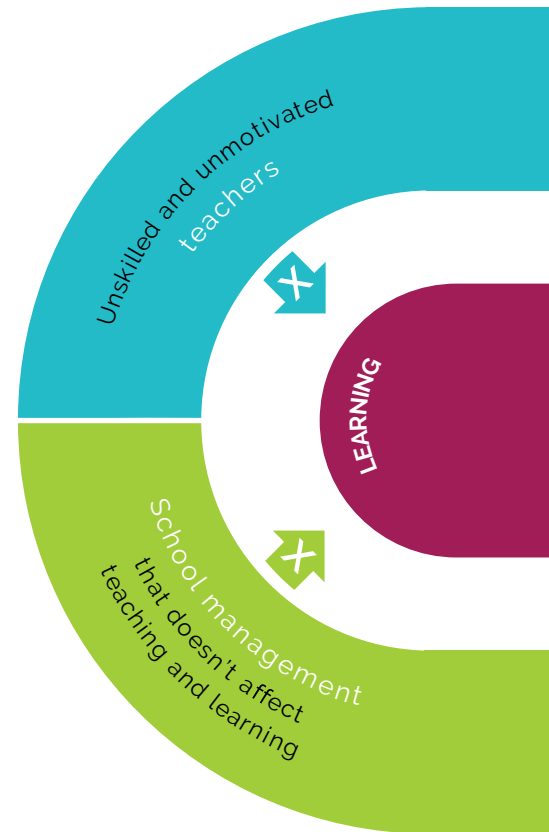 Unskilled and unmotivated
teachers
X
LEARNING
X
School management
that doesn't affect
teaching and learning